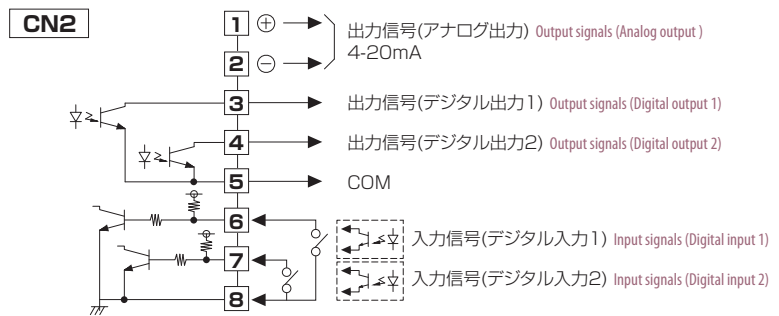 CN2
1 ⊕ 出力信号(アナログ出力) Output signals (Analog output )
4-20mA
2 ⊖
3 出力信号(デジタル出力1) Output signals (Digital output 1)
4 出力信号(デジタル出力2) Output signals (Digital output 2)
5 COM
6 入力信号(デジタル入力1) Input signals (Digital input 1)
7 入力信号(デジタル入力2) Input signals (Digital input 2)
8